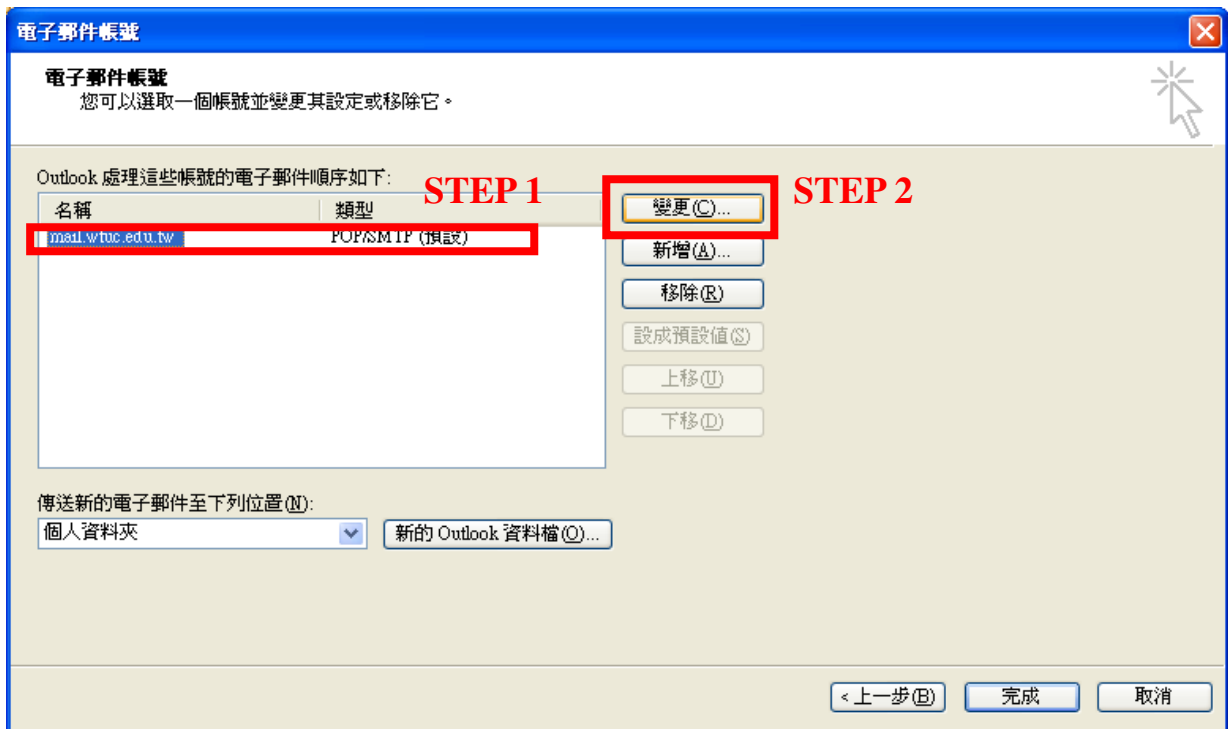 電子郵件帳號
電子郵件帳號
您可以選取一個帳號並變更其設定或移除它。
Outlook 處理這些帳號的電子郵件順序如下:
STEP 1
STEP 2
名稱 類型
變更(C)...
mail.wtuc.edu.tw POP/SMTP (預設)
新增(A)...
移除(R)
設成預設值(S)
上移(U)
下移(D)
傳送新的電子郵件至下列位置(N):
個人資料夾 新的 Outlook 資料檔(O)...
<上一步(B) 完成 取消